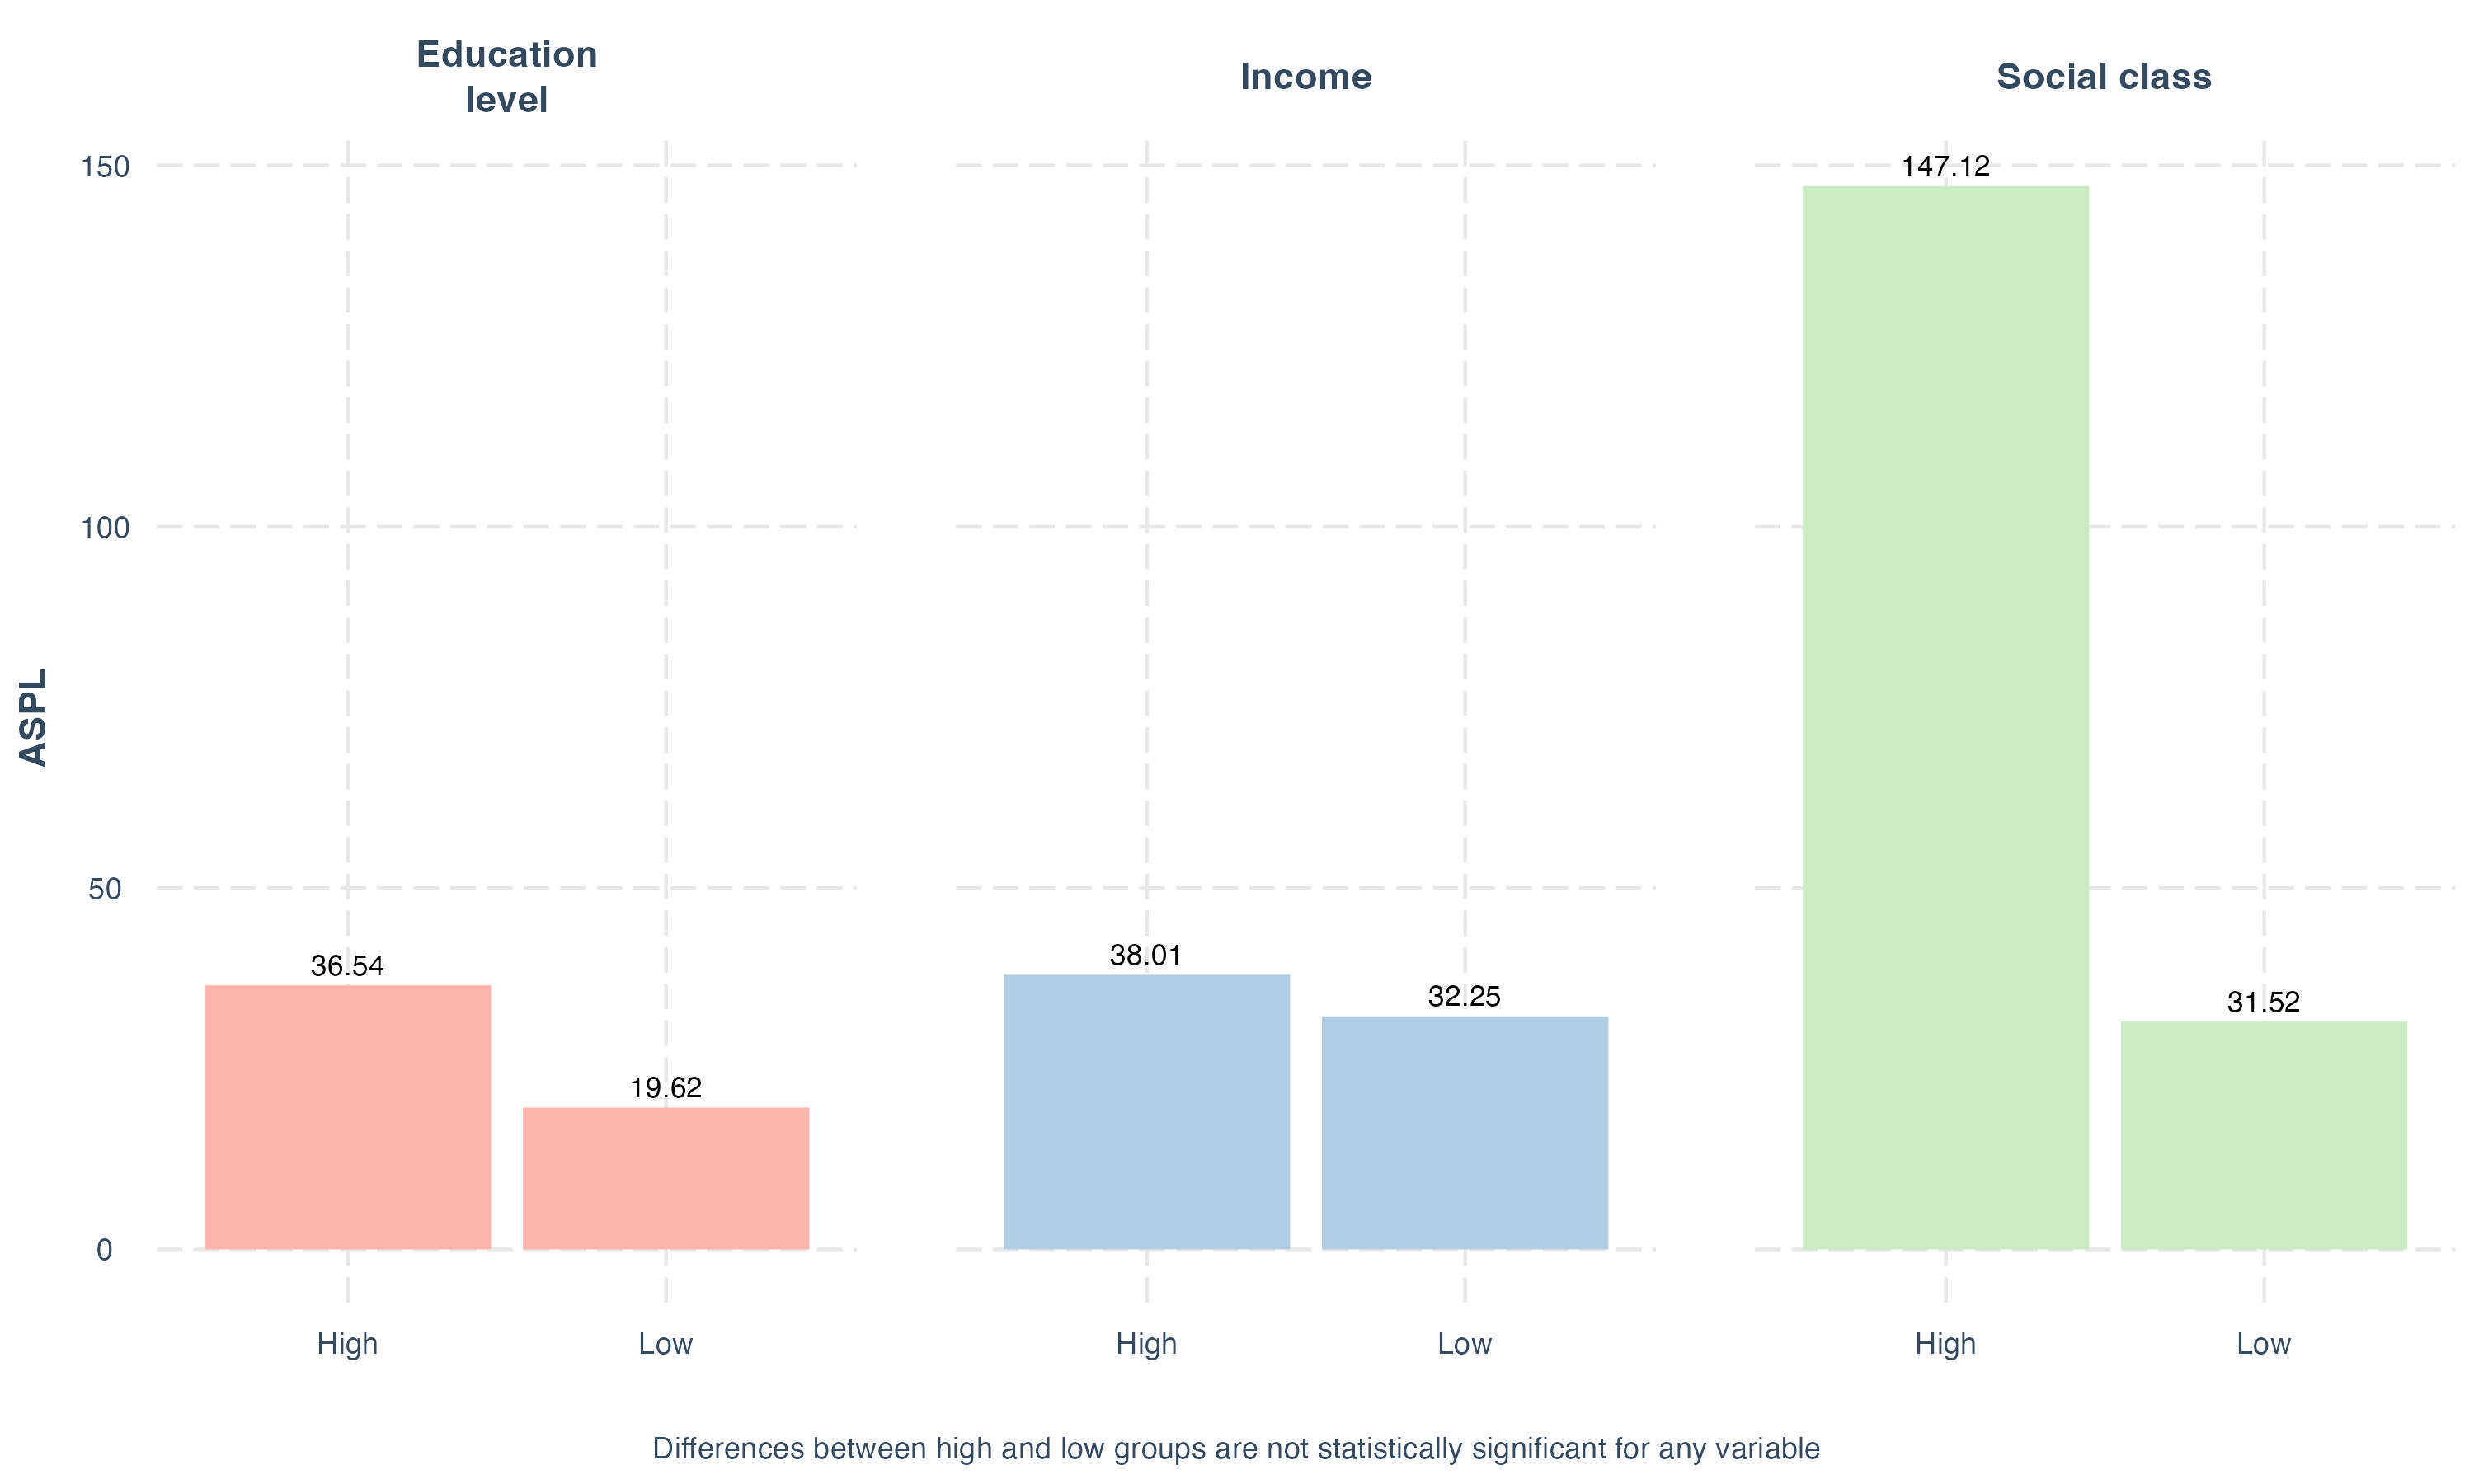 Education
level
Income
Social class
150
100
50
0
ASPL
36.54
19.62
38.01
32.25
147.12
31.52
High
Low
High
Low
High
Low
Differences between high and low groups are not statistically significant for any variable